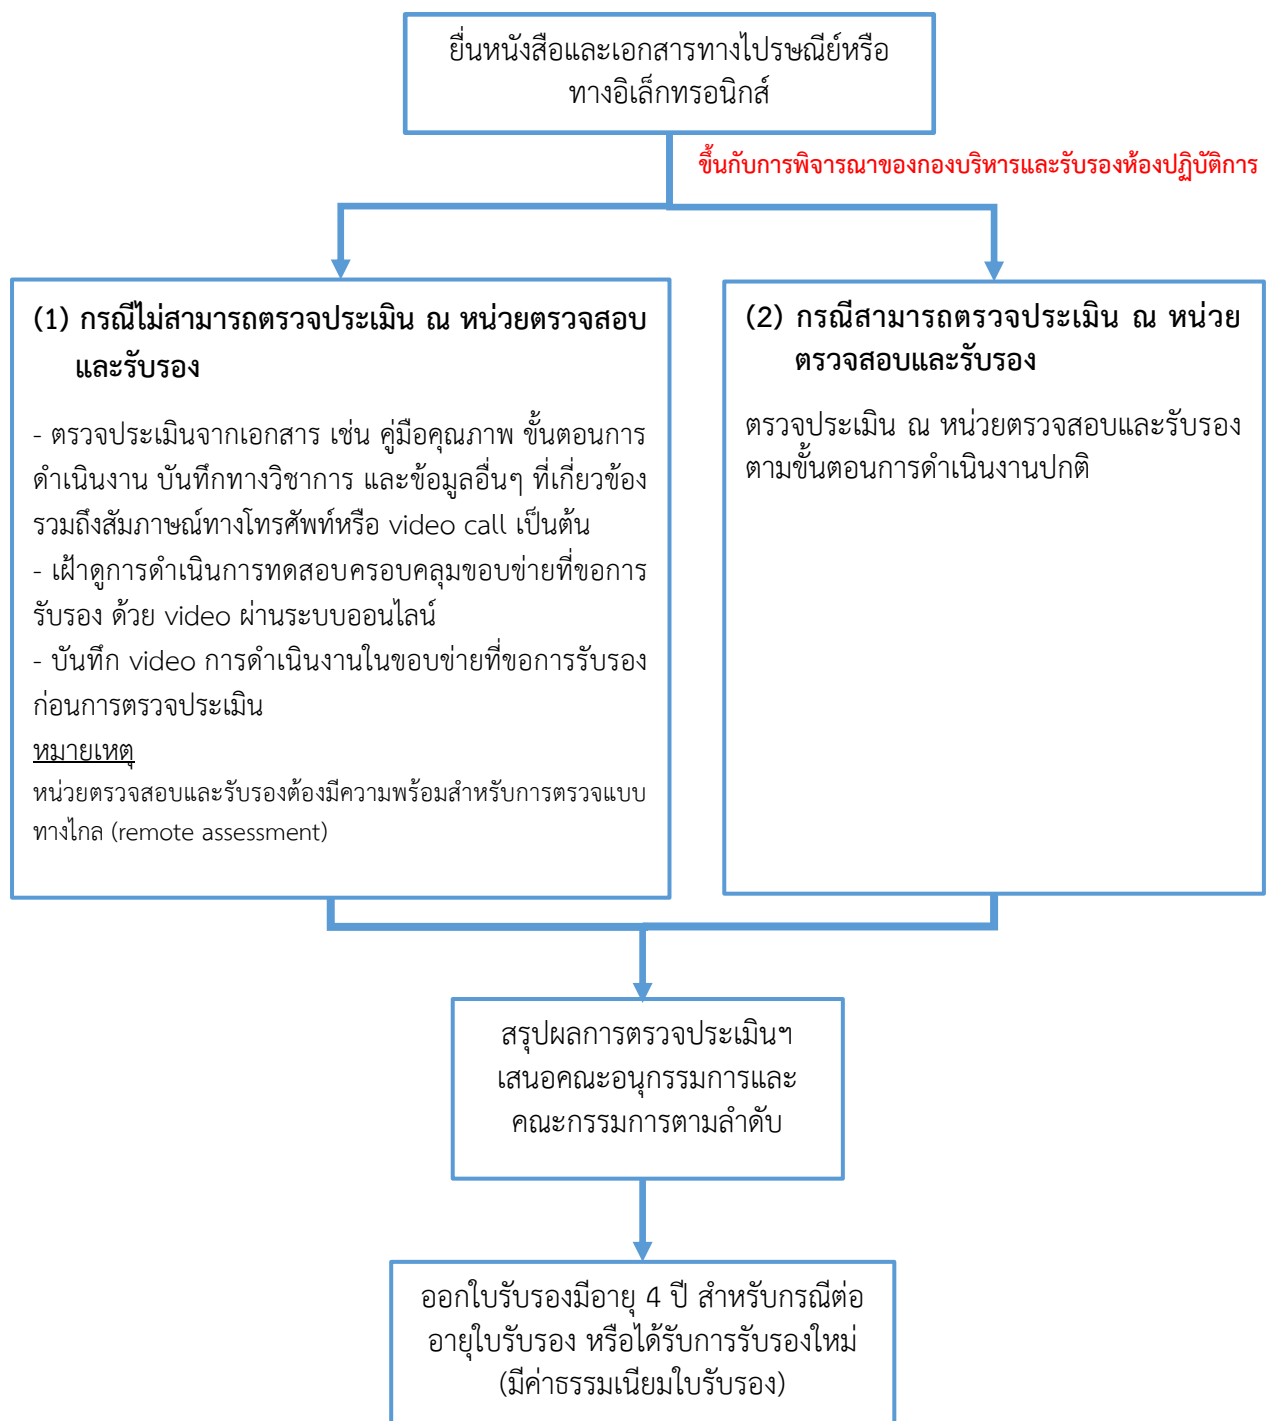 ยื่นหนังสือและเอกสารทางไปรษณีย์หรือ
ทางอิเล็กทรอนิกส์
ขึ้นกับการพิจารณาของกองบริหารและรับรองห้องปฏิบัติการ
(1) กรณีไม่สามารถตรวจประเมิน ณ หน่วยตรวจสอบ
และรับรอง
- ตรวจประเมินจากเอกสาร เช่น คู่มือคุณภาพ ขั้นตอนการ
ดำเนินงาน บันทึกทางวิชาการ และข้อมูลอื่นๆ ที่เกี่ยวข้อง
รวมถึงสัมภาษณ์ทางโทรศัพท์หรือ video call เป็นต้น
- เฝ้าดูการดำเนินการทดสอบครอบคลุมขอบข่ายที่ขอการ
รับรอง ด้วย video ผ่านระบบออนไลน์
- บันทึก video การดำเนินงานในขอบข่ายที่ขอการรับรอง
ก่อนการตรวจประเมิน
หมายเหตุ
หน่วยตรวจสอบและรับรองต้องมีความพร้อมสำหรับการตรวจแบบ
ทางไกล (remote assessment)
(2) กรณีสามารถตรวจประเมิน ณ หน่วย
ตรวจสอบและรับรอง
ตรวจประเมิน ณ หน่วยตรวจสอบและรับรอง
ตามขั้นตอนการดำเนินงานปกติ
สรุปผลการตรวจประเมินฯ
เสนอคณะอนุกรรมการและ
คณะกรรมการตามลำดับ
ออกใบรับรองมีอายุ 4 ปี สำหรับกรณีต่อ
อายุใบรับรอง หรือได้รับการรับรองใหม่
(มีค่าธรรมเนียมใบรับรอง)